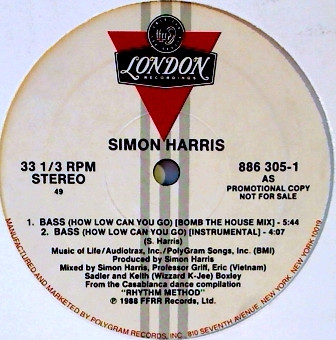 ffrr
LONDON
RECORDINGS
SIMON HARRIS
33 1/3 RPM
STEREO
49
886 305-1
AS
PROMOTIONAL COPY
NOT FOR SALE
1. BASS (HOW LOW CAN YOU GO) [BOMB THE HOUSE MIX] - 5:44
2. BASS (HOW LOW CAN YOU GO) [INSTRUMENTAL] - 4:07
(S. Harris)
Music of Life/Audiotrax, Inc./PolyGram Songs, Inc. (BMI)
Produced by Simon Harris
Mixed by Simon Harris, Professor Griff, Eric (Vietnam)
Sadler and Keith (Wizzard K-Jee) Boxley
From the Casablanca dance compilation
"RHYTHM METHOD"
℗ 1988 FFRR Records, Ltd.
MANUFACTURED AND MARKETED BY POLYGRAM RECORDS, INC. 810 SEVENTH AVENUE, NEW YORK, NEW YORK 10019